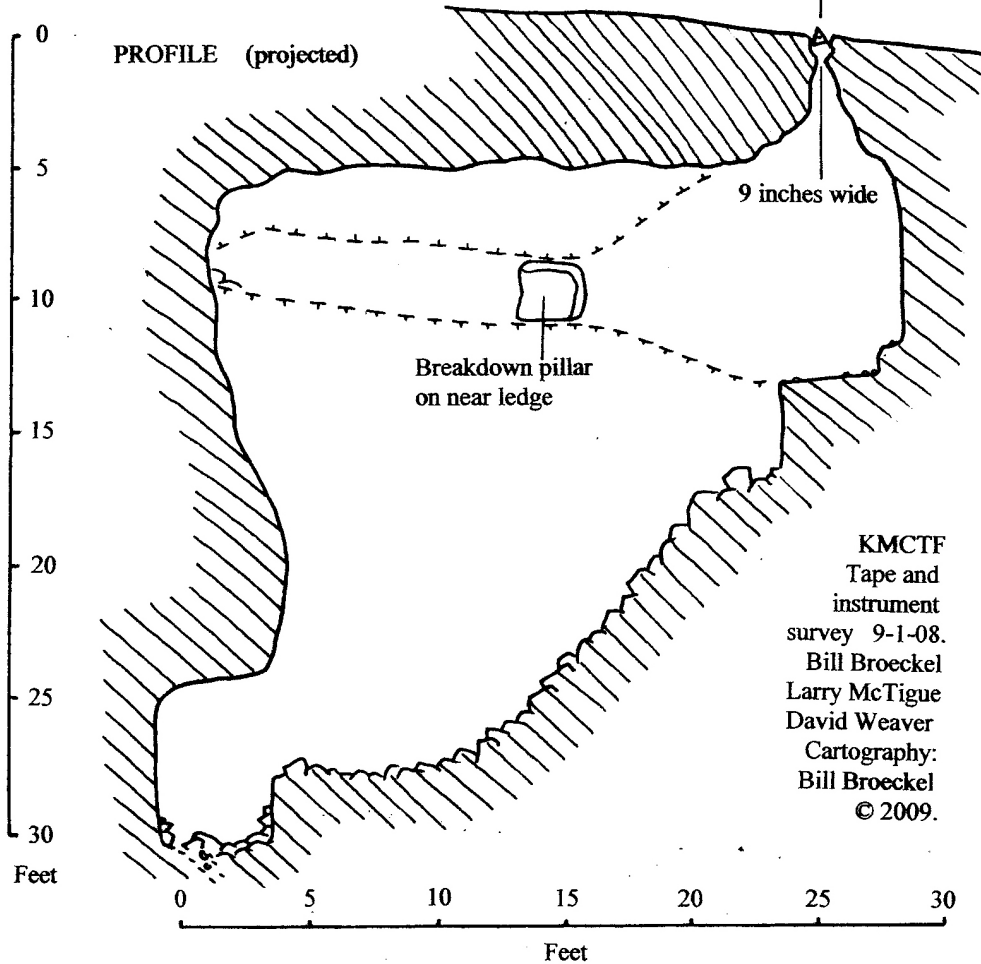 PROFILE (projected)
0
5
10
15
20
25
30
Feet
9 inches wide
Breakdown pillar
on near ledge
KMCTF
Tape and
instrument
survey 9-1-08.
Bill Broeckel
Larry McTigue
David Weaver
Cartography:
Bill Broeckel
© 2009.
0 5 10 15 20 25 30
Feet